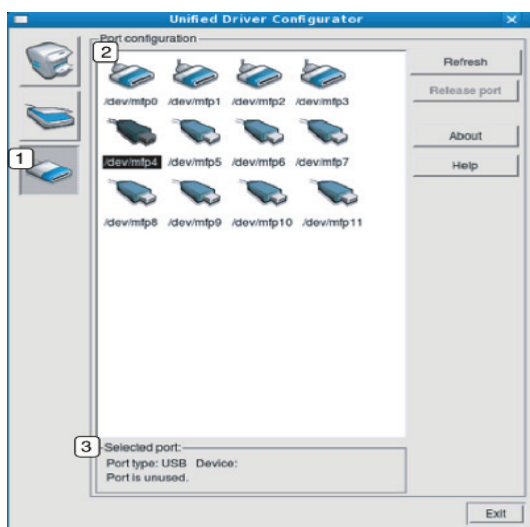 Unified Driver Configurator
Port configuration
2
/dev/mfp0 /dev/mfp1 /dev/mfp2 /dev/mfp3
/dev/mfp4 /dev/mfp5 /dev/mfp6 /dev/mfp7
/dev/mfp8 /dev/mfp9 /dev/mfp10 /dev/mfp11
Refresh
Release port
About
Help
1
3
Selected port:
Port type: USB Device:
Port is unused.
Exit